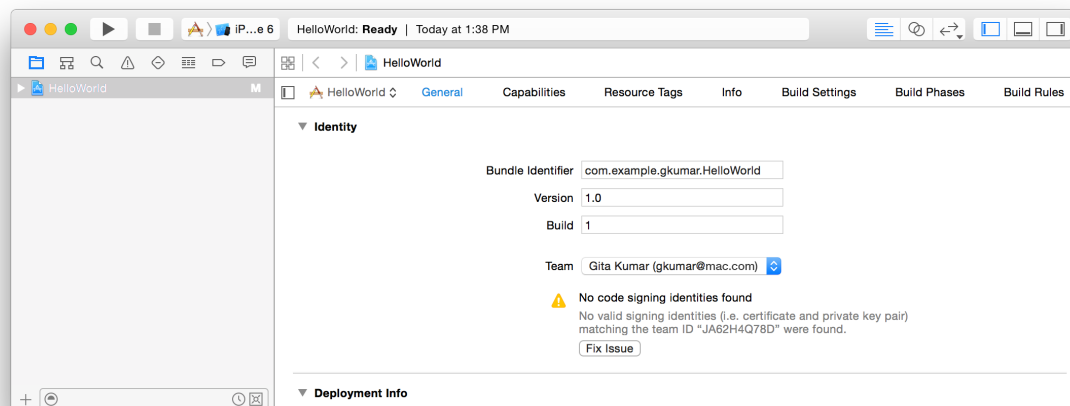 iP...e 6
HelloWorld: Ready | Today at 1:38 PM
HelloWorld
HelloWorld M
HelloWorld General Capabilities Resource Tags Info Build Settings Build Phases Build Rules
Identity
Bundle Identifier com.example.gkumar.HelloWorld
Version 1.0
Build 1
Team Gita Kumar (gkumar@mac.com)
No code signing identities found
No valid signing identities (i.e. certificate and private key pair)
matching the team ID “JA62H4Q78D” were found.
Fix Issue
Deployment Info